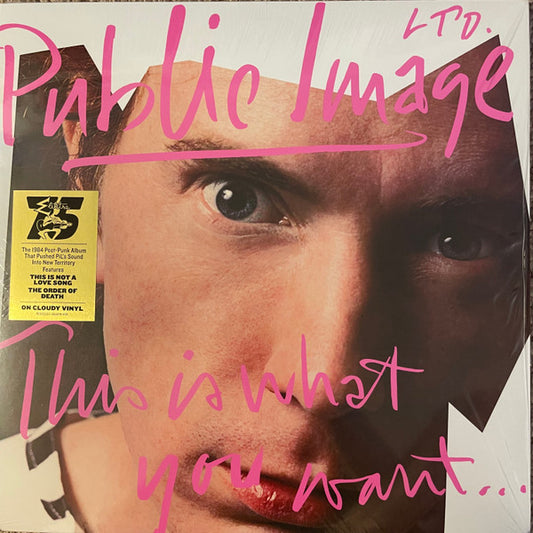 LTD.
Public Image
75
The 1984 Post-Punk Album
That Pushed PiL's Sound
Into New Territory
Features
THIS IS NOT A
LOVE SONG
THE ORDER OF
DEATH
ON CLOUDY VINYL
This is what
you want...